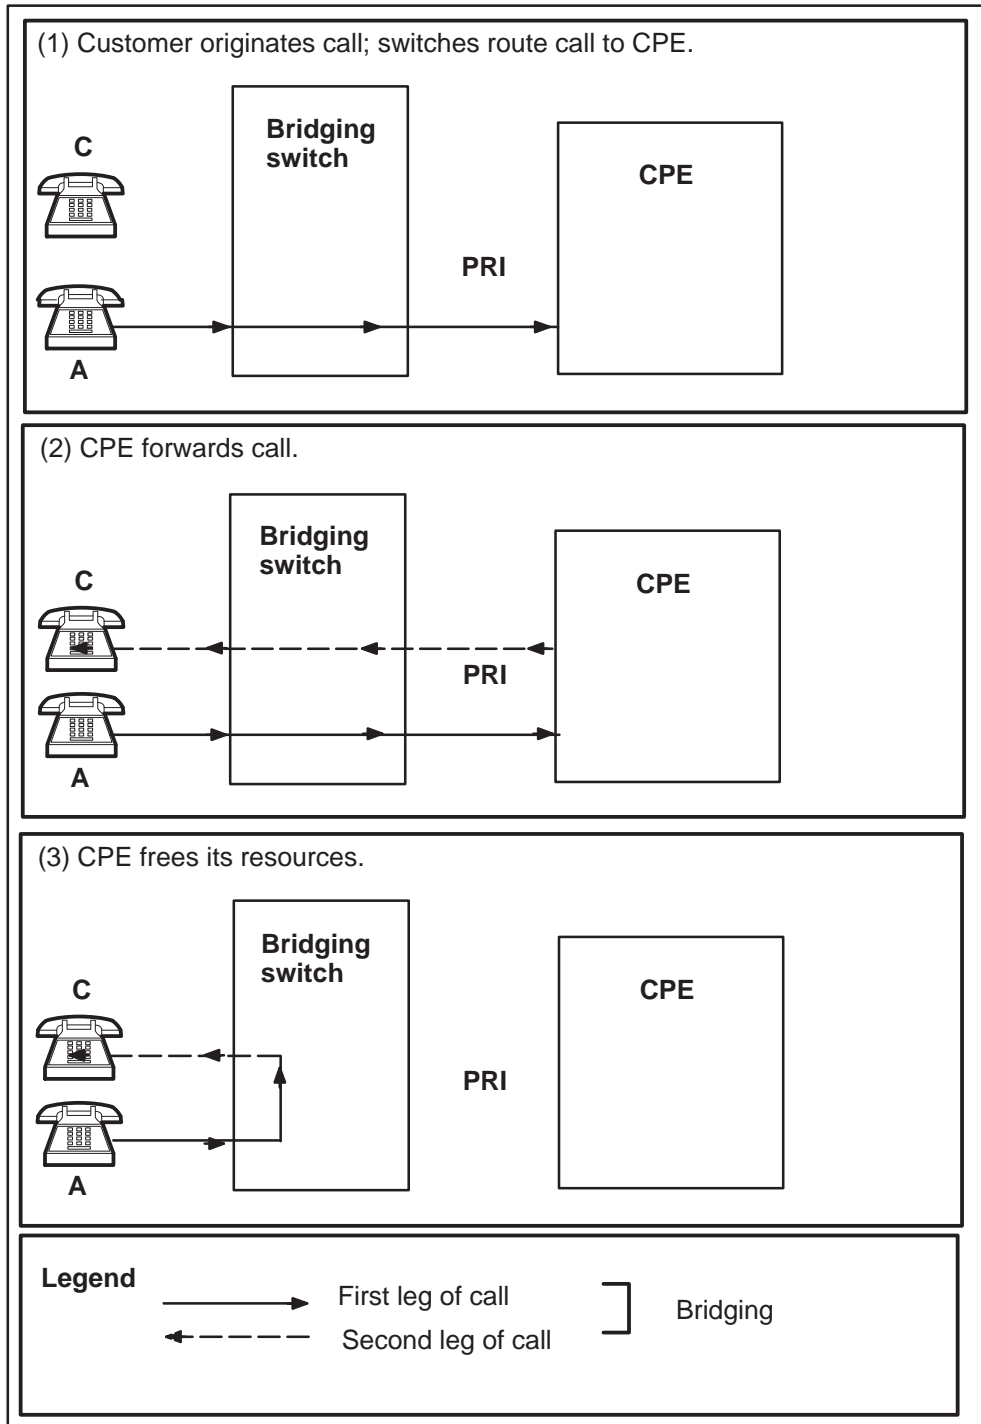 (1) Customer originates call; switches route call to CPE.
Bridging
switch
C
CPE
PRI
A
(2) CPE forwards call.
Bridging
switch
C
CPE
PRI
A
(3) CPE frees its resources.
Bridging
switch
C
CPE
PRI
A
Legend
First leg of call
Second leg of call
Bridging